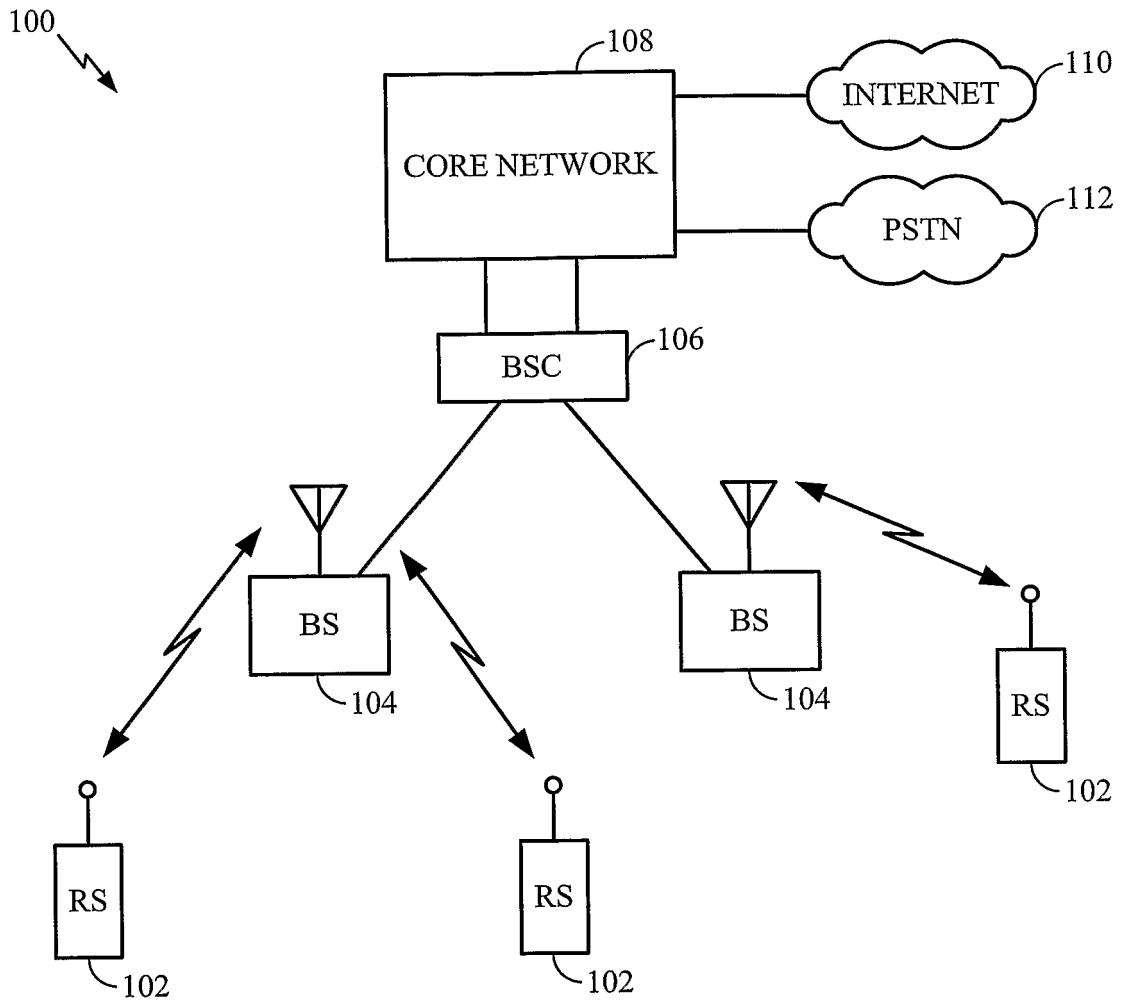 100
108
INTERNET
110
CORE NETWORK
PSTN
112
BSC
106
BS
104
BS
104
RS
102
RS
102
RS
102